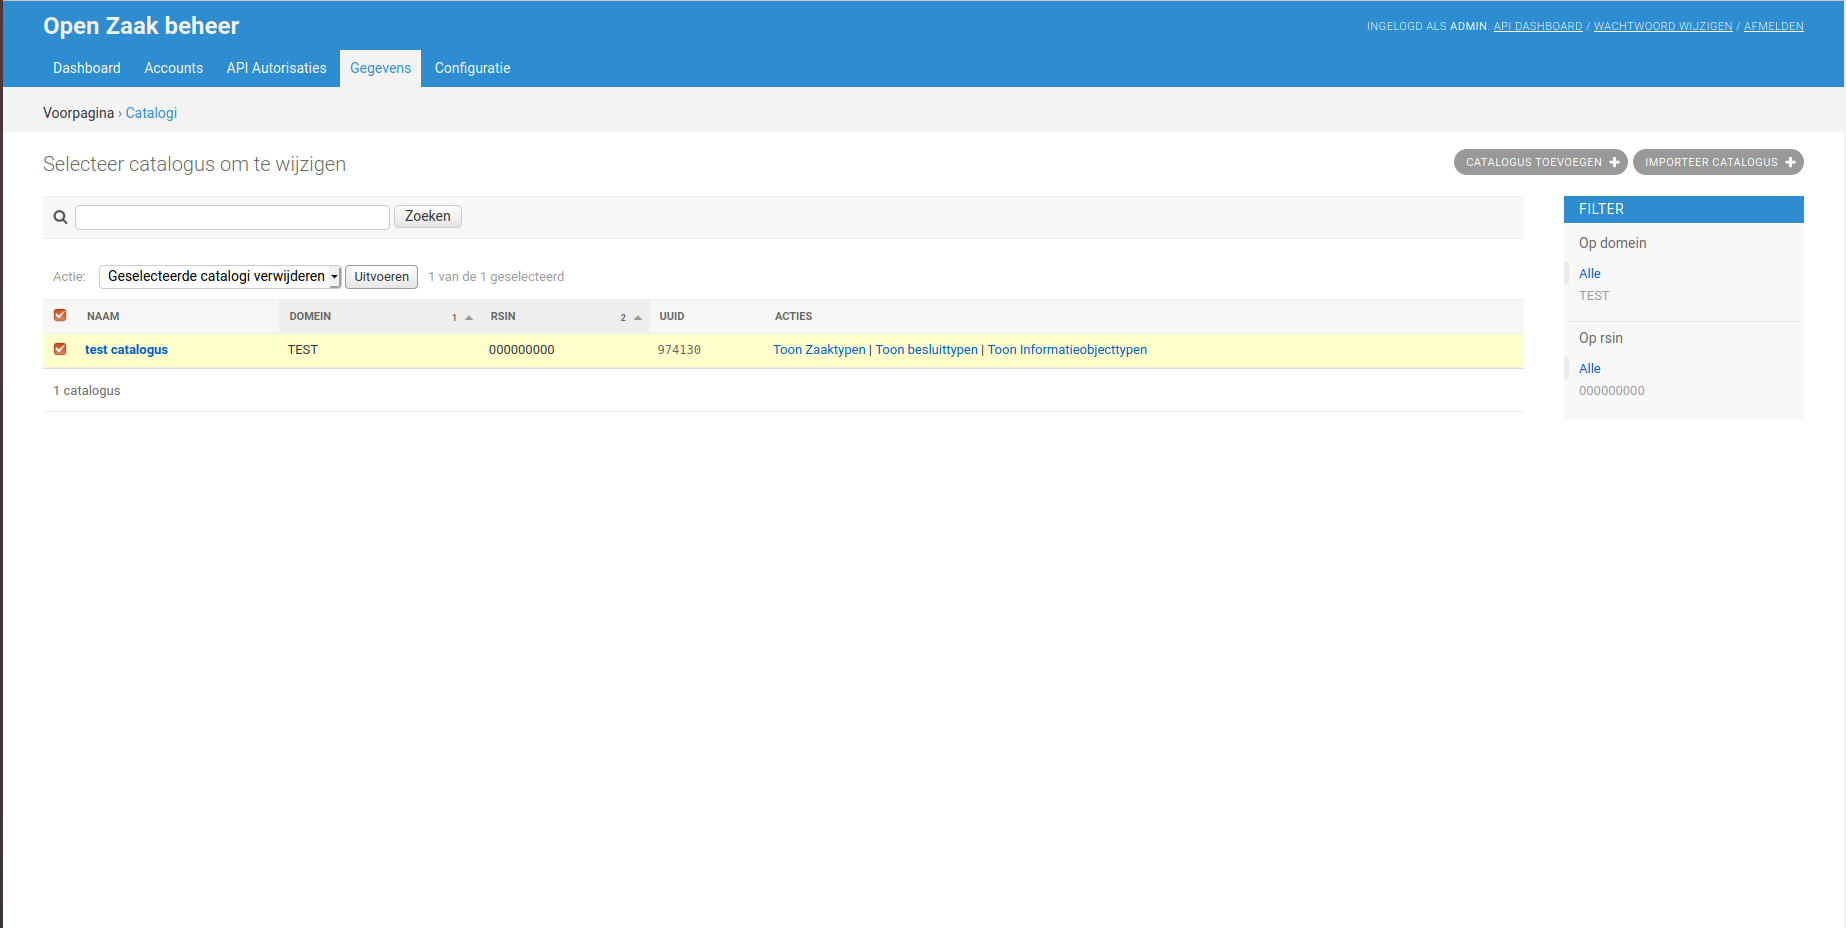 Open Zaak beheer
INGELOGD ALS ADMIN. API DASHBOARD / WACHTWOORD WIJZIGEN / AFMELDEN
Dashboard Accounts API Autorisaties Gegevens Configuratie
Voorpagina › Catalogi
Selecteer catalogus om te wijzigen
CATALOGUS TOEVOEGEN
IMPORTEER CATALOGUS
Zoeken
Actie: Geselecteerde catalogi verwijderen Uitvoeren 1 van de 1 geselecteerd
NAAM DOMEIN 1 RSIN 2 UUID ACTIES
test catalogus TEST 000000000 974130 Toon Zaaktypen | Toon besluittypen | Toon Informatieobjecttypen
1 catalogus
FILTER
Op domein
Alle
TEST
Op rsin
Alle
000000000